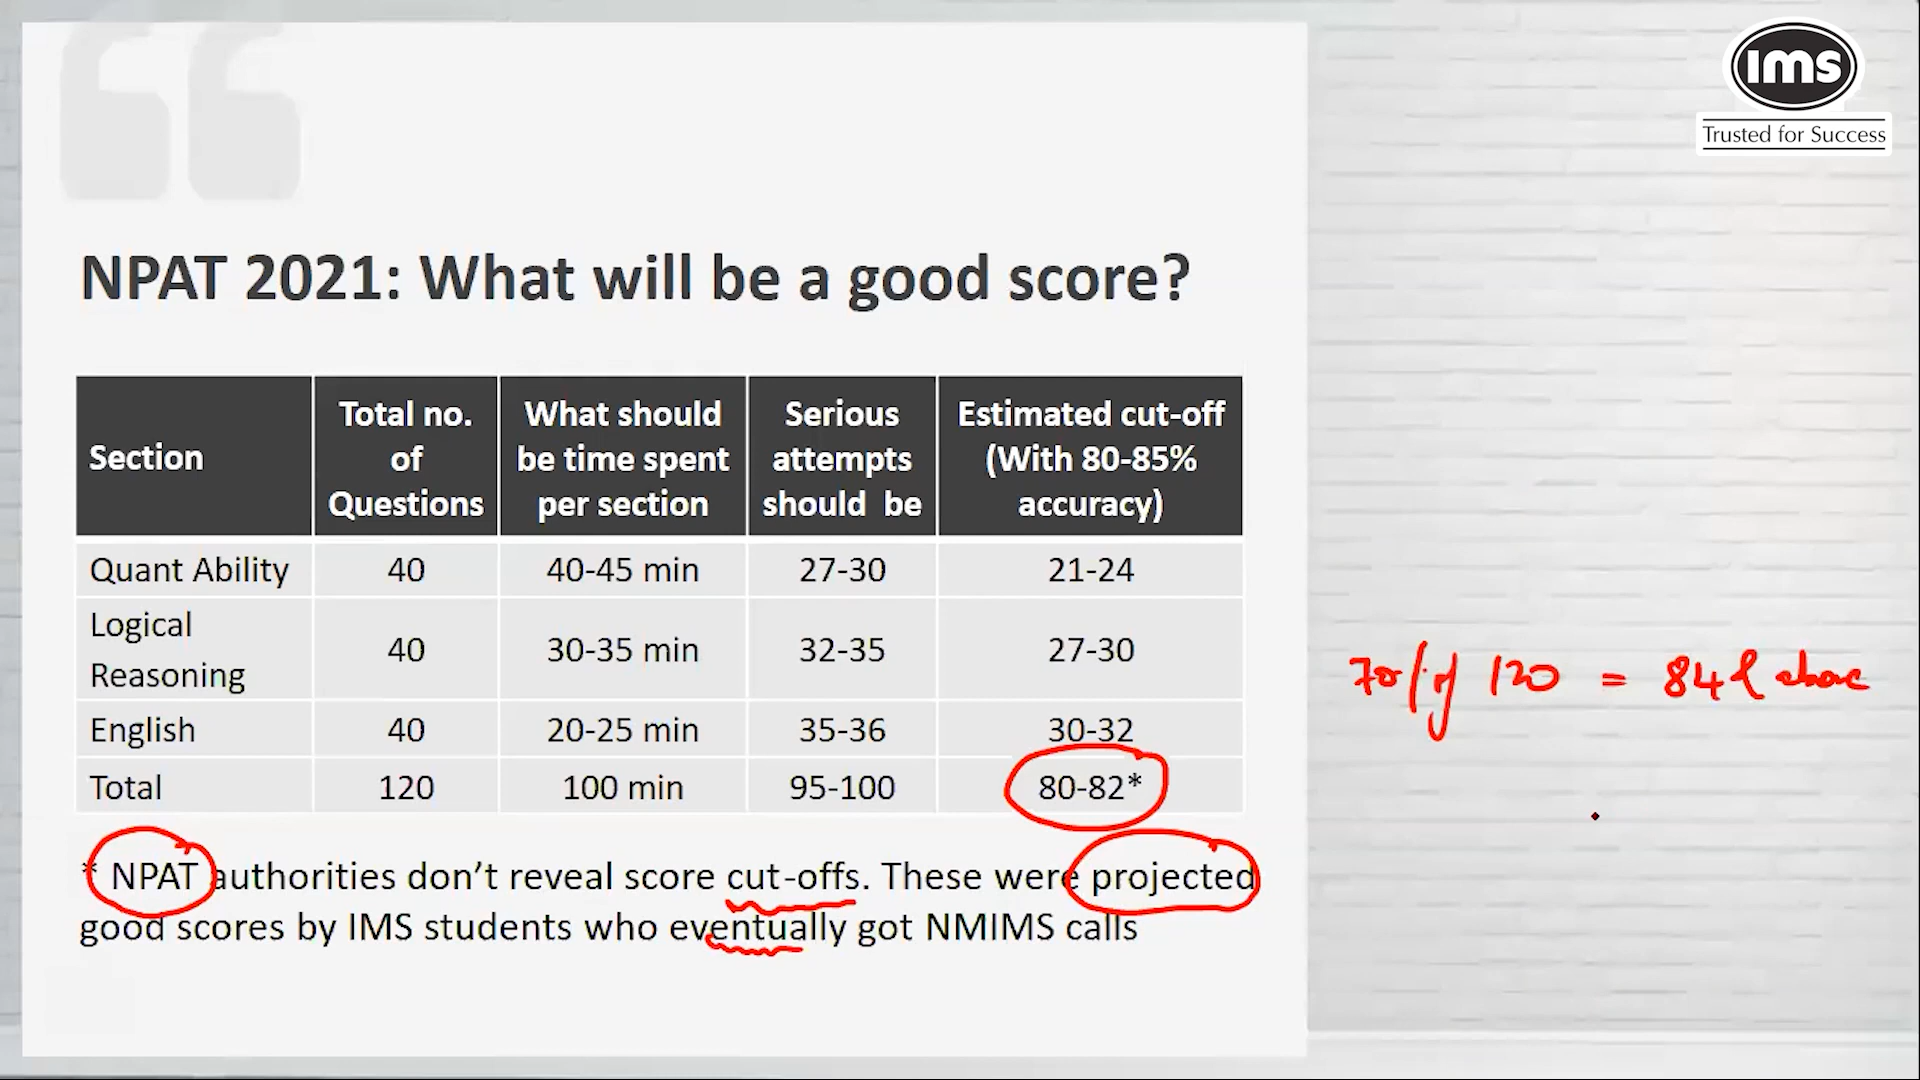 ims
Trusted for Success
NPAT 2021: What will be a good score?
Section
Total no.
of
Questions
What should
be time spent
per section
Serious
attempts
should be
Estimated cut-off
(With 80-85%
accuracy)
Quant Ability 40 40-45 min 27-30 21-24
Logical
Reasoning
40 30-35 min 32-35 27-30
English 40 20-25 min 35-36 30-32
Total 120 100 min 95-100 80-82*
70/. of 120 = 84 & above
* NPAT authorities don’t reveal score cut-offs. These were projected
good scores by IMS students who eventually got NMIMS calls